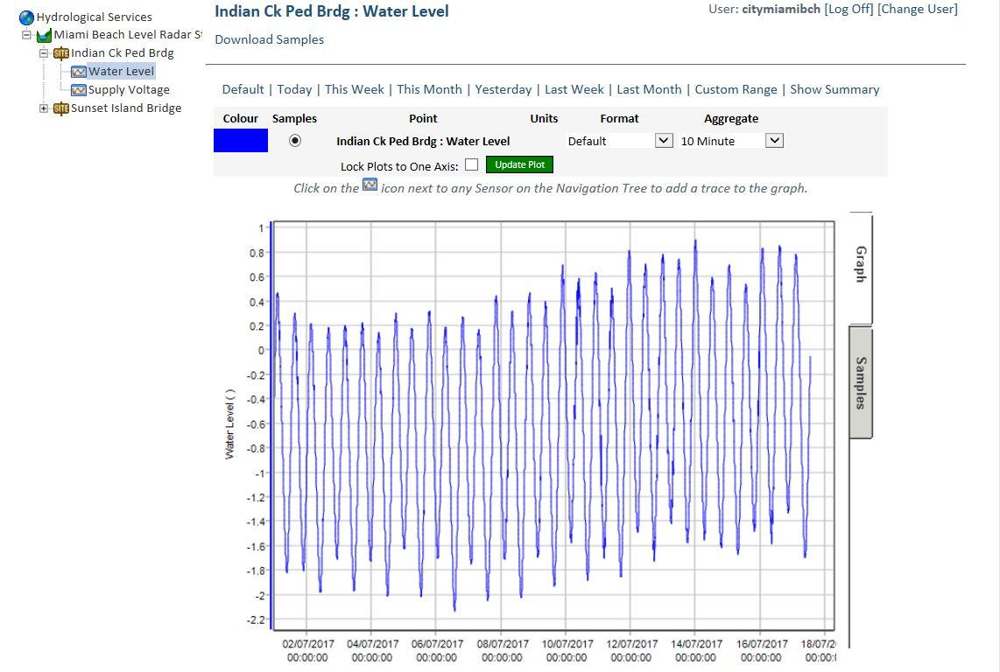 Hydrological Services
Miami Beach Level Radar St
SITE Indian Ck Ped Brdg
Water Level
Supply Voltage
SITE Sunset Island Bridge
Indian Ck Ped Brdg : Water Level
User: citymiamibch [Log Off] [Change User]
Download Samples
Default | Today | This Week | This Month | Yesterday | Last Week | Last Month | Custom Range | Show Summary
Colour Samples Point Units Format Aggregate
Indian Ck Ped Brdg : Water Level Default 10 Minute
Lock Plots to One Axis: Update Plot
Click on the icon next to any Sensor on the Navigation Tree to add a trace to the graph.
Graph
Samples
Water Level ( )
1
0.8
0.6
0.4
0.2
0
-0.2
-0.4
-0.6
-0.8
-1
-1.2
-1.4
-1.6
-1.8
-2
-2.2
02/07/2017 04/07/2017 06/07/2017 08/07/2017 10/07/2017 12/07/2017 14/07/2017 16/07/2017 18/07/2
00:00:00 00:00:00 00:00:00 00:00:00 00:00:00 00:00:00 00:00:00 00:00:00 00:00: